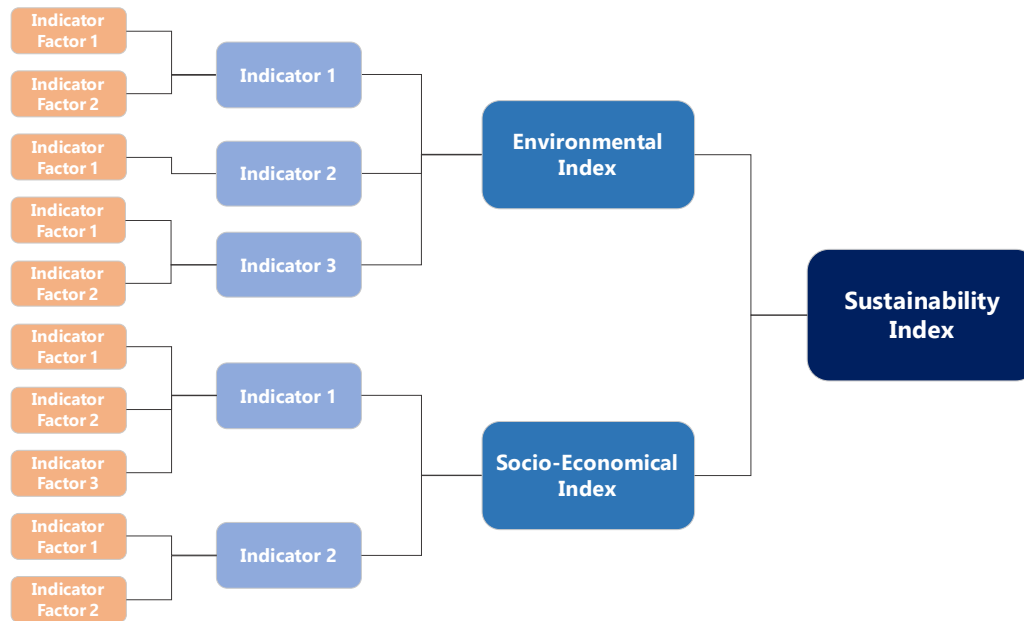 Indicator
Factor 1
Indicator
Factor 2
Indicator
Factor 1
Indicator
Factor 1
Indicator
Factor 2
Indicator
Factor 1
Indicator
Factor 2
Indicator
Factor 3
Indicator
Factor 1
Indicator
Factor 2
Indicator 1
Indicator 2
Indicator 3
Indicator 1
Indicator 2
Environmental
Index
Socio-Economical
Index
Sustainability
Index